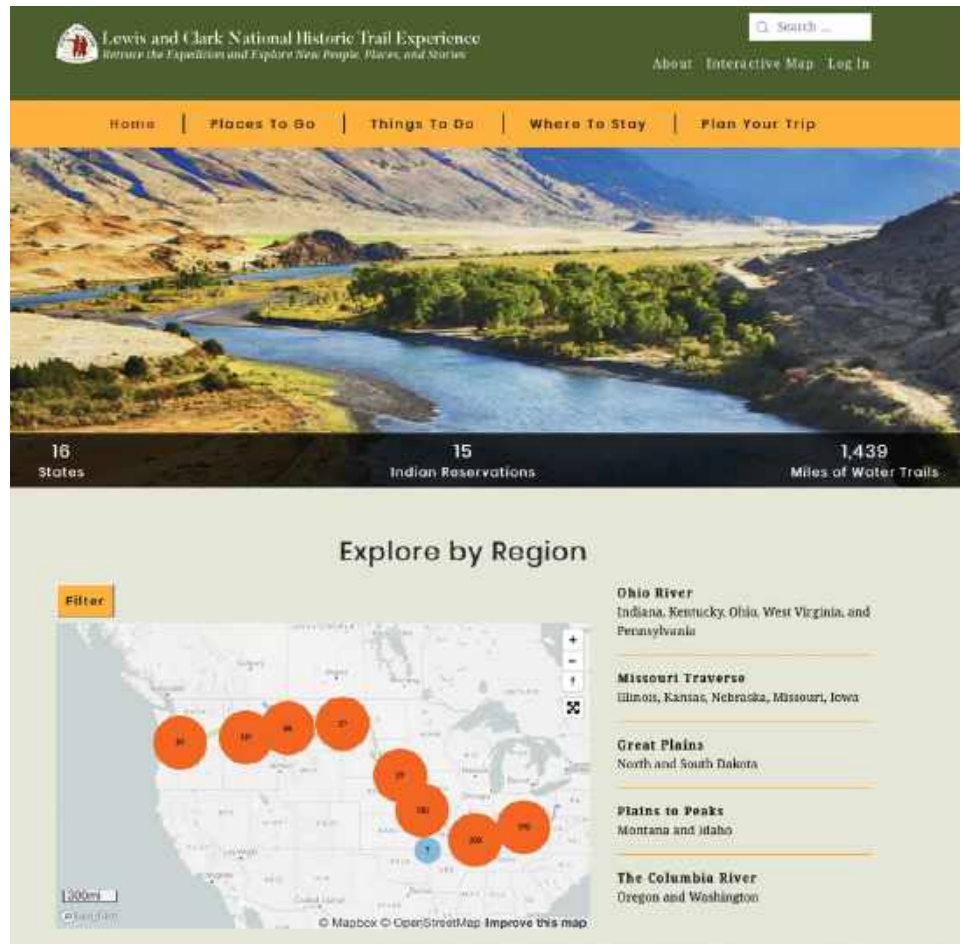 Lewis and Clark National Historic Trail Experience
Retrace the Expedition and Explore New People, Places, and Stories
Search ...
About Interactive Map Log In
Home | Places To Go | Things To Do | Where To Stay | Plan Your Trip
16
States
15
Indian Reservations
1,439
Miles of Water Trails
Explore by Region
Filter
Ohio River
Indiana, Kentucky, Ohio, West Virginia, and
Pennsylvania
Missouri Traverse
Illinois, Kansas, Nebraska, Missouri, Iowa
Great Plains
North and South Dakota
Plains to Peaks
Montana and Idaho
The Columbia River
Oregon and Washington
300mi
© Mapbox © OpenStreetMap Improve this map